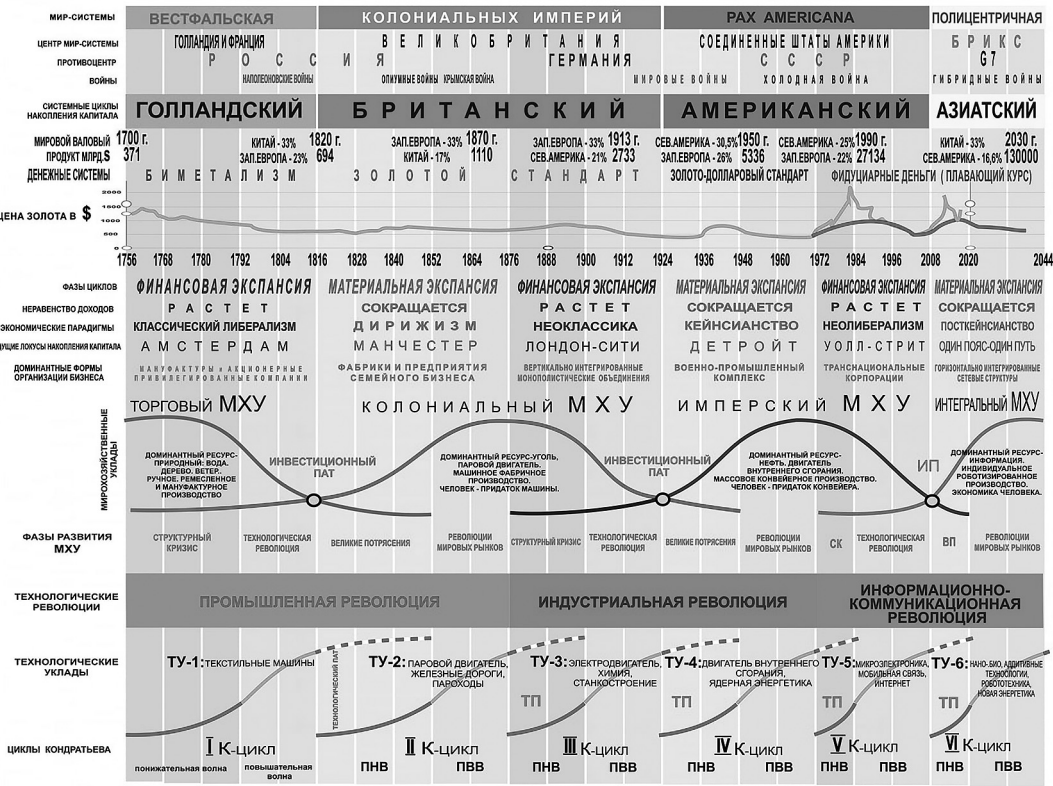 МИР-СИСТЕМЫ ВЕСТФАЛЬСКАЯ КОЛОНИАЛЬНЫХ ИМПЕРИЙ PAX AMERICANA ПОЛИЦЕНТРИЧНАЯ
ЦЕНТР МИР-СИСТЕМЫ ГОЛЛАНДИЯ И ФРАНЦИЯ ВЕЛИКОБРИТАНИЯ СОЕДИНЕННЫЕ ШТАТЫ АМЕРИКИ БРИКС
ПРОТИВОЦЕНТР РОССИЯ ГЕРМАНИЯ СССР G7
ВОЙНЫ НАПОЛЕОНОВСКИЕ ВОЙНЫ ОПИУМНЫЕ ВОЙНЫ КРЫМСКАЯ ВОЙНА МИРОВЫЕ ВОЙНЫ ХОЛОДНАЯ ВОЙНА ГИБРИДНЫЕ ВОЙНЫ
СИСТЕМНЫЕ ЦИКЛЫ
НАКОПЛЕНИЯ КАПИТАЛА ГОЛЛАНДСКИЙ БРИТАНСКИЙ АМЕРИКАНСКИЙ АЗИАТСКИЙ
МИРОВОЙ ВАЛОВЫЙ 1700 г. КИТАЙ - 33% 1820 г. ЗАП.ЕВРОПА - 33% 1870 г. ЗАП.ЕВРОПА - 33% 1913 г. СЕВ.АМЕРИКА - 30,5% 1950 г. СЕВ.АМЕРИКА - 25% 1990 г. КИТАЙ - 33% 2030 г.
ПРОДУКТ МЛРД.$ 371 ЗАП.ЕВРОПА - 23% 694 КИТАЙ - 17% 1110 СЕВ.АМЕРИКА - 21% 2733 ЗАП.ЕВРОПА - 26% 5336 ЗАП.ЕВРОПА - 22% 27134 СЕВ.АМЕРИКА - 16,6% 130000
ДЕНЕЖНЫЕ СИСТЕМЫ БИМЕТАЛИЗМ ЗОЛОТОЙ СТАНДАРТ ЗОЛОТО-ДОЛЛАРОВЫЙ СТАНДАРТ ФИДУЦИАРНЫЕ ДЕНЬГИ (ПЛАВАЮЩИЙ КУРС)
2000
1500
ЦЕНА ЗОЛОТА В $ 1000
500
0
1756 1768 1780 1792 1804 1816 1828 1840 1852 1864 1876 1888 1900 1912 1924 1936 1948 1960 1972 1984 1996 2008 2020 2044
ФАЗЫ ЦИКЛОВ ФИНАНСОВАЯ ЭКСПАНСИЯ МАТЕРИАЛЬНАЯ ЭКСПАНСИЯ ФИНАНСОВАЯ ЭКСПАНСИЯ МАТЕРИАЛЬНАЯ ЭКСПАНСИЯ ФИНАНСОВАЯ ЭКСПАНСИЯ МАТЕРИАЛЬНАЯ ЭКСПАНСИЯ
НЕРАВЕНСТВО ДОХОДОВ РАСТЕТ СОКРАЩАЕТСЯ РАСТЕТ СОКРАЩАЕТСЯ РАСТЕТ СОКРАЩАЕТСЯ
ЭКОНОМИЧЕСКИЕ ПАРАДИГМЫ КЛАССИЧЕСКИЙ ЛИБЕРАЛИЗМ ДИРИЖИЗМ НЕОКЛАССИКА КЕЙНСИАНСТВО НЕОЛИБЕРАЛИЗМ ПОСТКЕЙНСИАНСТВО
УЩИЕ ЛОКУСЫ НАКОПЛЕНИЯ КАПИТАЛА АМСТЕРДАМ МАНЧЕСТЕР ЛОНДОН-СИТИ ДЕТРОЙТ УОЛЛ-СТРИТ ОДИН ПОЯС-ОДИН ПУТЬ
ДОМИНАНТНЫЕ ФОРМЫ МАНУФАКТУРЫ и АКЦИОНЕРНЫЕ ФАБРИКИ И ПРЕДПРИЯТИЯ ВЕРТИКАЛЬНО ИНТЕГРИРОВАННЫЕ ВОЕННО-ПРОМЫШЛЕННЫЙ ТРАНСНАЦИОНАЛЬНЫЕ ГОРИЗОНТАЛЬНО ИНТЕГРИРОВАННЫЕ
ОРГАНИЗАЦИИ БИЗНЕСА ПРИВИЛЕГИРОВАННЫЕ КОМПАНИИ СЕМЕЙНОГО БИЗНЕСА МОНОПОЛИСТИЧЕСКИЕ ОБЪЕДИНЕНИЯ КОМПЛЕКС КОРПОРАЦИИ СЕТЕВЫЕ СТРУКТУРЫ
ТОРГОВЫЙ МХУ КОЛОНИАЛЬНЫЙ МХУ ИМПЕРСКИЙ МХУ ИНТЕГРАЛЬНЫЙ МХУ
МИРОХОЗЯЙСТВЕННЫЕ
УКЛАДЫ
ДОМИНАНТНЫЙ РЕСУРС-
ПРИРОДНЫЙ: ВОДА.
ДЕРЕВО. ВЕТЕР.
РУЧНОЕ. РЕМЕСЛЕННОЕ
И МАНУФАКТУРНОЕ
ПРОИЗВОДСТВО
ИНВЕСТИЦИОННЫЙ
ПАТ
ДОМИНАНТНЫЙ РЕСУРС-УГОЛЬ,
ПАРОВОЙ ДВИГАТЕЛЬ.
МАШИННОЕ ФАБРИЧНОЕ
ПРОИЗВОДСТВО.
ЧЕЛОВЕК - ПРИДАТОК МАШИНЫ.
ИНВЕСТИЦИОННЫЙ
ПАТ
ДОМИНАНТНЫЙ РЕСУРС-
НЕФТЬ. ДВИГАТЕЛЬ
ВНУТРЕННЕГО СГОРАНИЯ.
МАССОВОЕ КОНВЕЙЕРНОЕ ПРОИЗВОДСТВО.
ЧЕЛОВЕК - ПРИДАТОК КОНВЕЙЕРА.
ИП
ДОМИНАНТНЫЙ РЕСУРС-
ИНФОРМАЦИЯ.
ИНДИВИДУАЛЬНОЕ
РОБОТИЗИРОВАННОЕ
ПРОИЗВОДСТВО.
ЭКОНОМИКА ЧЕЛОВЕКА.
ФАЗЫ РАЗВИТИЯ СТРУКТУРНЫЙ ТЕХНОЛОГИЧЕСКАЯ ВЕЛИКИЕ ПОТРЯСЕНИЯ РЕВОЛЮЦИИ СТРУКТУРНЫЙ КРИЗИС ТЕХНОЛОГИЧЕСКАЯ ВЕЛИКИЕ ПОТРЯСЕНИЯ РЕВОЛЮЦИИ СК ТЕХНОЛОГИЧЕСКАЯ ВП РЕВОЛЮЦИИ
МХУ КРИЗИС РЕВОЛЮЦИЯ МИРОВЫХ РЫНКОВ РЕВОЛЮЦИЯ МИРОВЫХ РЫНКОВ РЕВОЛЮЦИЯ МИРОВЫХ РЫНКОВ
ТЕХНОЛОГИЧЕСКИЕ
РЕВОЛЮЦИИ ПРОМЫШЛЕННАЯ РЕВОЛЮЦИЯ ИНДУСТРИАЛЬНАЯ РЕВОЛЮЦИЯ
ИНФОРМАЦИОННО-
КОММУНИКАЦИОННАЯ
РЕВОЛЮЦИЯ
ТЕХНОЛОГИЧЕСКИЕ
УКЛАДЫ
ТУ-1: ТЕКСТИЛЬНЫЕ МАШИНЫ
ТЕХНОЛОГИЧЕСКИЙ ПАТ
ТУ-2: ПАРОВОЙ ДВИГАТЕЛЬ,
ЖЕЛЕЗНЫЕ ДОРОГИ,
ПАРОХОДЫ
ТУ-3: ЭЛЕКТРОДВИГАТЕЛЬ,
ХИМИЯ,
СТАНКОСТРОЕНИЕ
ТП
ТУ-4: ДВИГАТЕЛЬ ВНУТРЕННЕГО
СГОРАНИЯ,
ЯДЕРНАЯ ЭНЕРГЕТИКА
ТП
ТУ-5: МИКРОЭЛЕКТРОНИКА,
МОБИЛЬНАЯ СВЯЗЬ,
ИНТЕРНЕТ
ТП
ТУ-6: НАНО-.БИО, АДДИТИВНЫЕ
ТЕХНОЛОГИИ,
РОБОТОТЕХНИКА,
НОВАЯ ЭНЕРГЕТИКА
ТП
ЦИКЛЫ КОНДРАТЬЕВА I К-ЦИКЛ II К-ЦИКЛ III К-ЦИКЛ IV К-ЦИКЛ V К-ЦИКЛ VI К-ЦИКЛ
понижательная волна повышательная волна ПНВ ПВВ ПНВ ПВВ ПНВ ПВВ ПНВ ПВВ ПНВ ПВВ